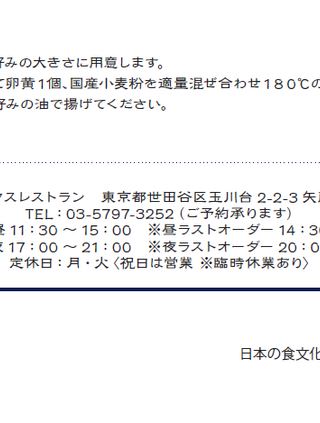 好みの大きさに用意します。
て卵黄1個、国産小麦粉を適量混ぜ合わせ180℃の
好みの油で揚げてください。
マスレストラン　東京都世田谷区玉川台 2-2-3 矢
TEL：03-5797-3252（ご予約承ります）
昼 11：30 ～ 15：00　※昼ラストオーダー 14：30
夜 17：00 ～ 21：00　※夜ラストオーダー 20：0
定休日：月・火〈祝日は営業 ※臨時休業あり〉
日本の食文化